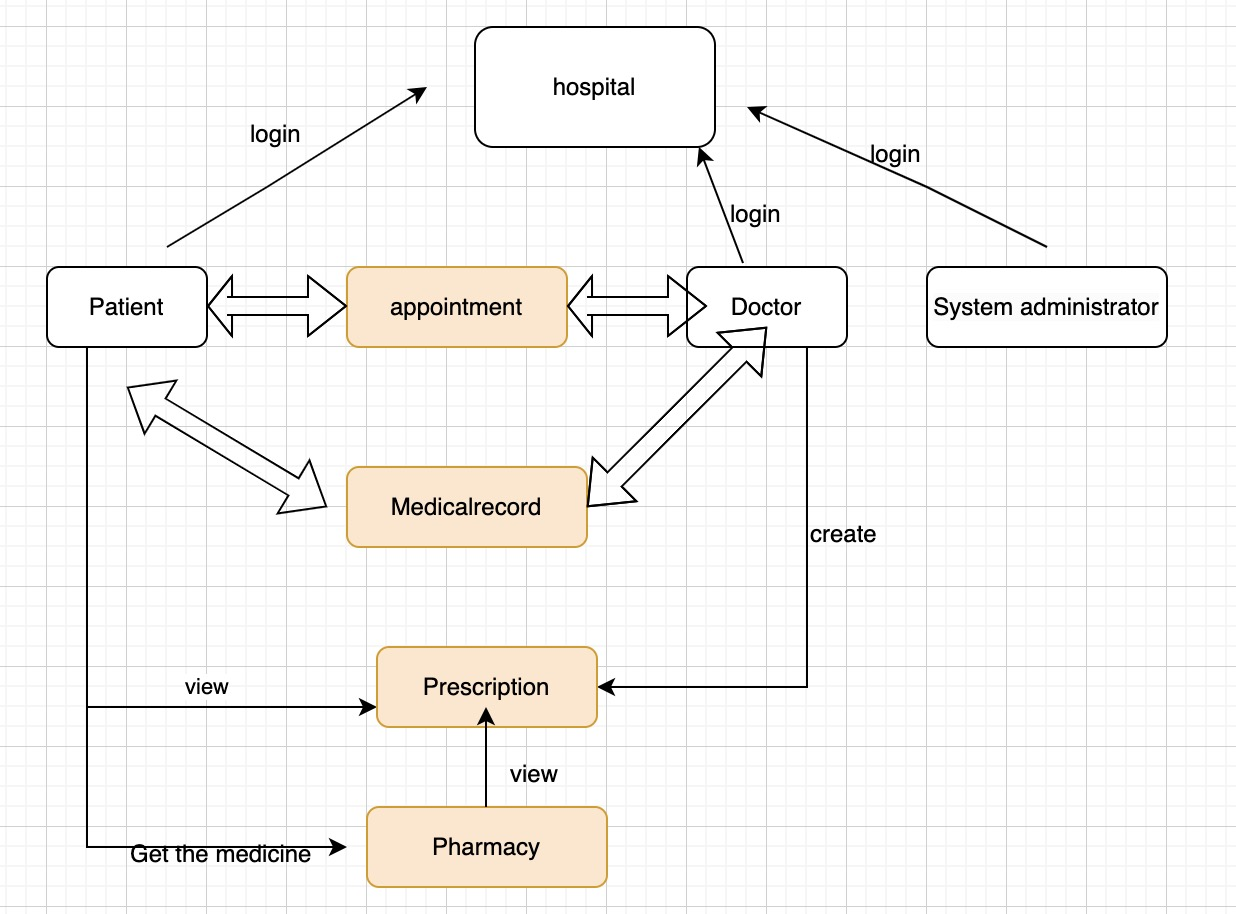 hospital
login
login
login
Patient
appointment
Doctor
System administrator
Medicalrecord
create
Prescription
view
view
Pharmacy
Get the medicine